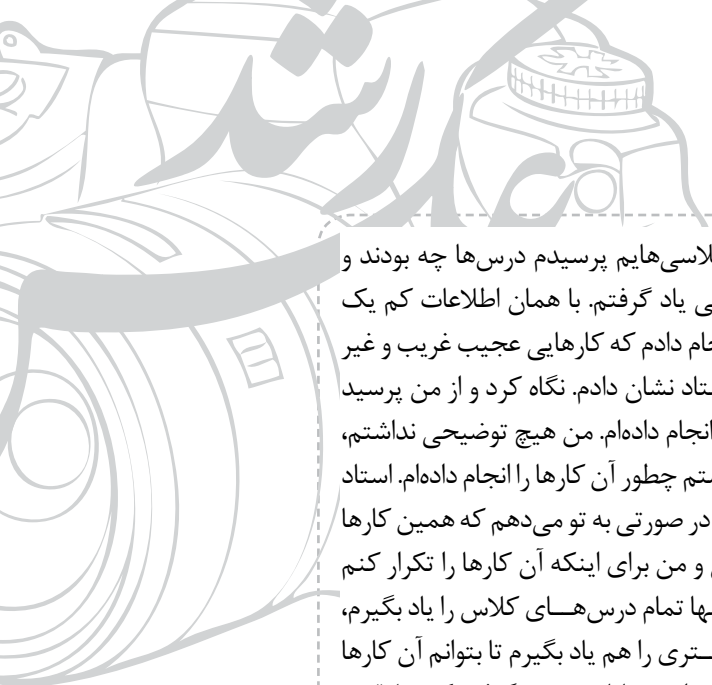 عکس رشد
لاسی‌هایم پرسیدم درس‌ها چه بودند و
ی یاد گرفتم. با همان اطلاعات کم یک
جام دادم که کارهایی عجیب غریب و غیر
ستاد نشان دادم. نگاه کرد و از من پرسید
انجام داده‌ام. من هیچ توضیحی نداشتم،
ستم چطور آن کارها را انجام داده‌ام. استاد
در صورتی به تو می‌دهم که همین کارها
و من برای اینکه آن کارها را تکرار کنم
نها تمام درس‌هــای کلاس را یاد بگیرم،
ــتری را هم یاد بگیرم تا بتوانم آن کارها